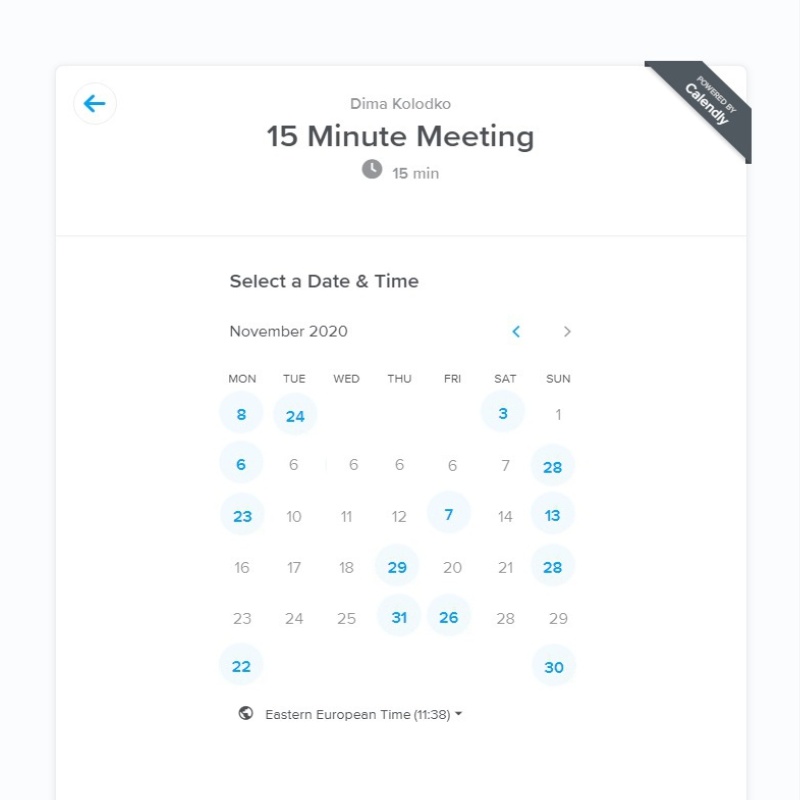 POWERED BY
Calendly
Dima Kolodko
15 Minute Meeting
15 min
Select a Date & Time
November 2020
MON TUE WED THU FRI SAT SUN
8 24 3 1
6 6 6 6 6 7 28
23 10 11 12 7 14 13
16 17 18 29 20 21 28
23 24 25 31 26 28 29
22 30
Eastern European Time (11:38)